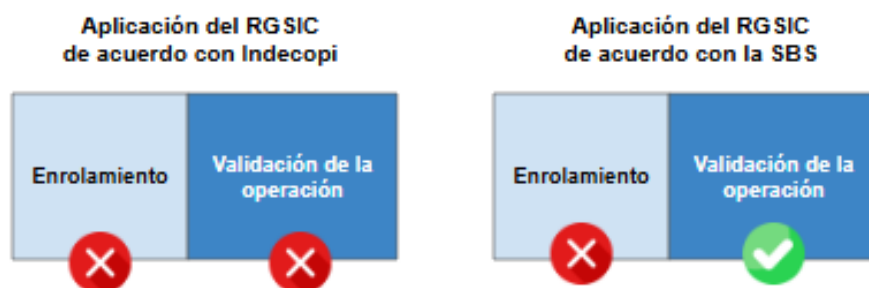 Aplicación del RGSIC
de acuerdo con Indecopi
Enrolamiento
Validación de la
operación
Aplicación del RGSIC
de acuerdo con la SBS
Enrolamiento
Validación de la
operación